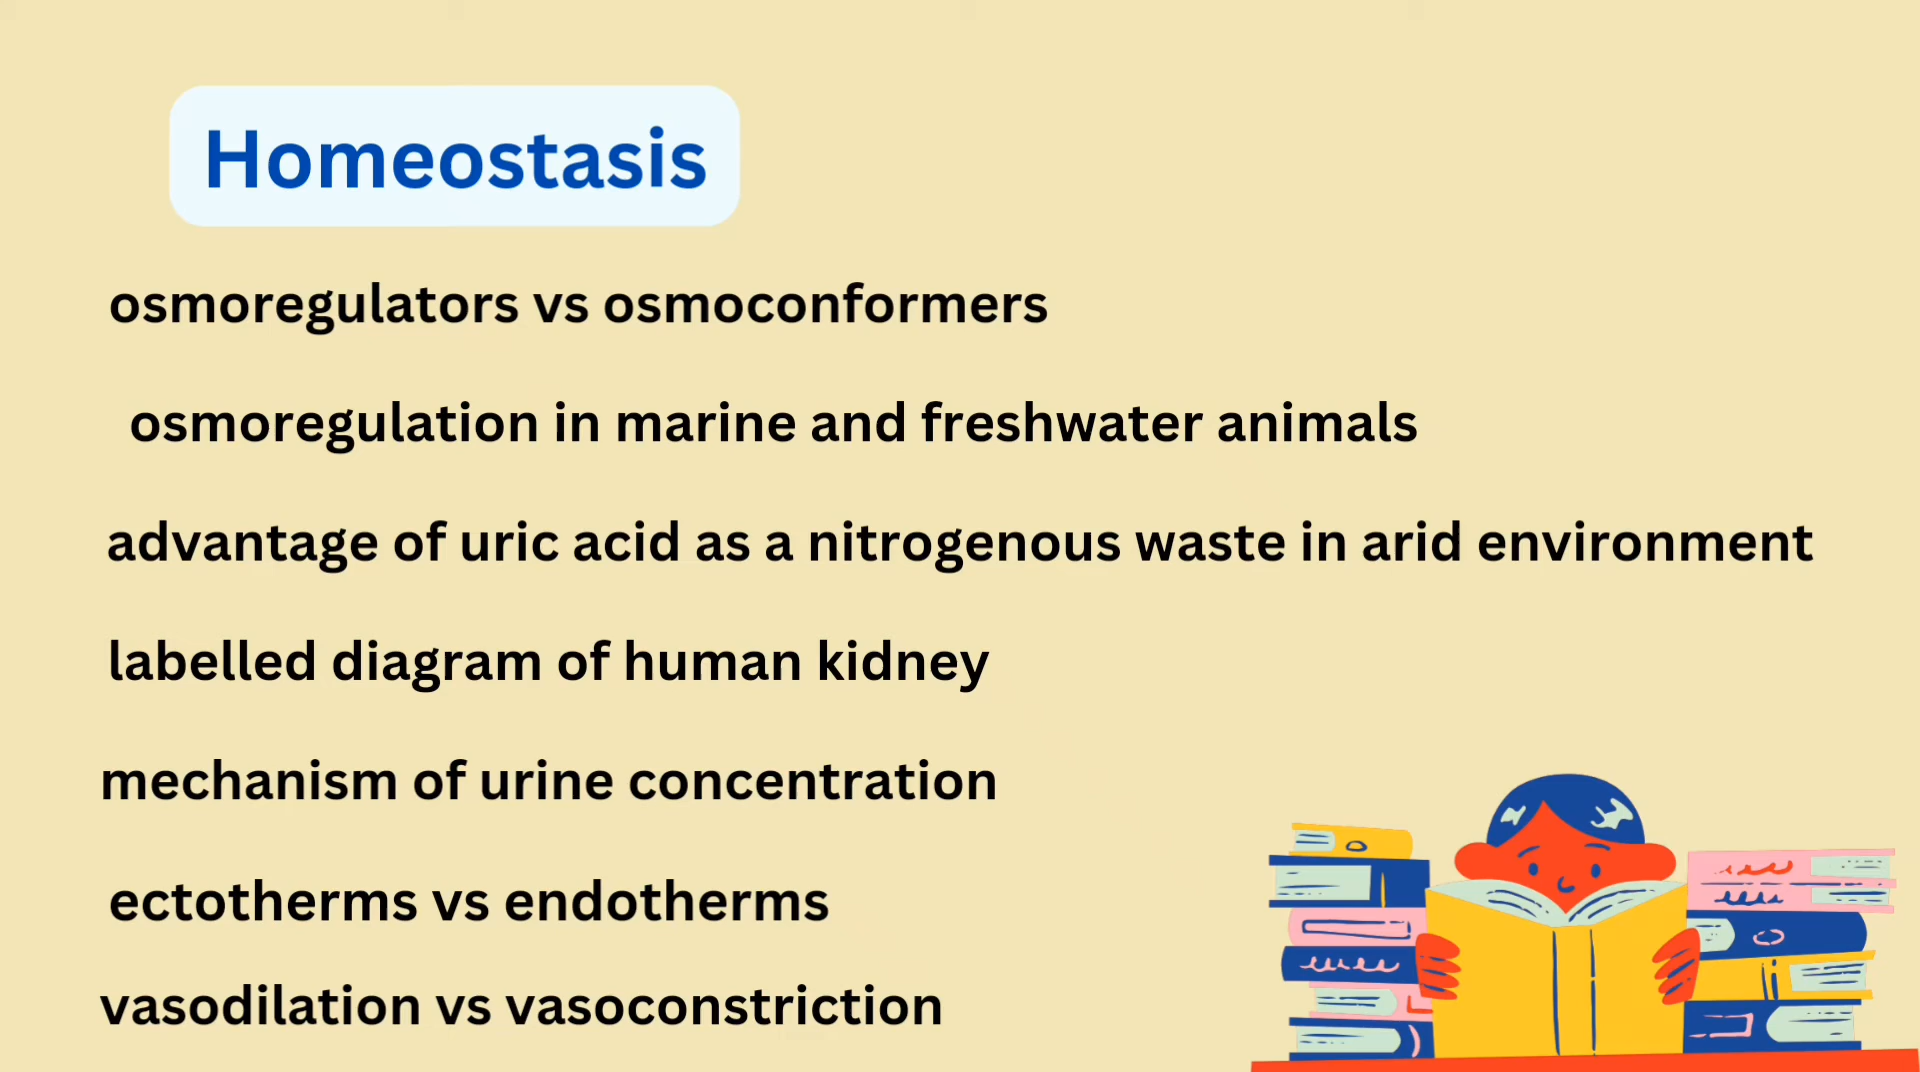 Homeostasis
osmoregulators vs osmoconformers
osmoregulation in marine and freshwater animals
advantage of uric acid as a nitrogenous waste in arid environment
labelled diagram of human kidney
mechanism of urine concentration
ectotherms vs endotherms
vasodilation vs vasoconstriction